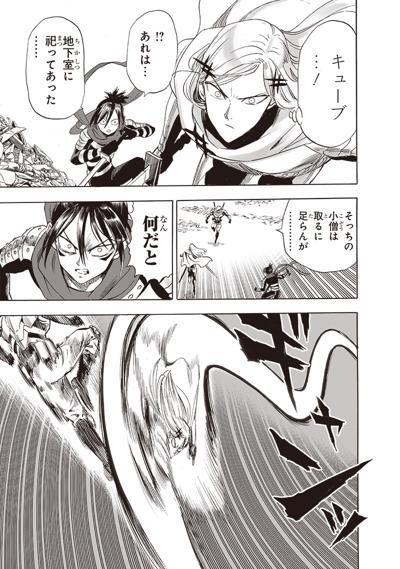 キューブ
…!
あれは…
!?
地下室に
祀ってあった
…
そっちの
小僧は
取るに
足らんが
……
何だと